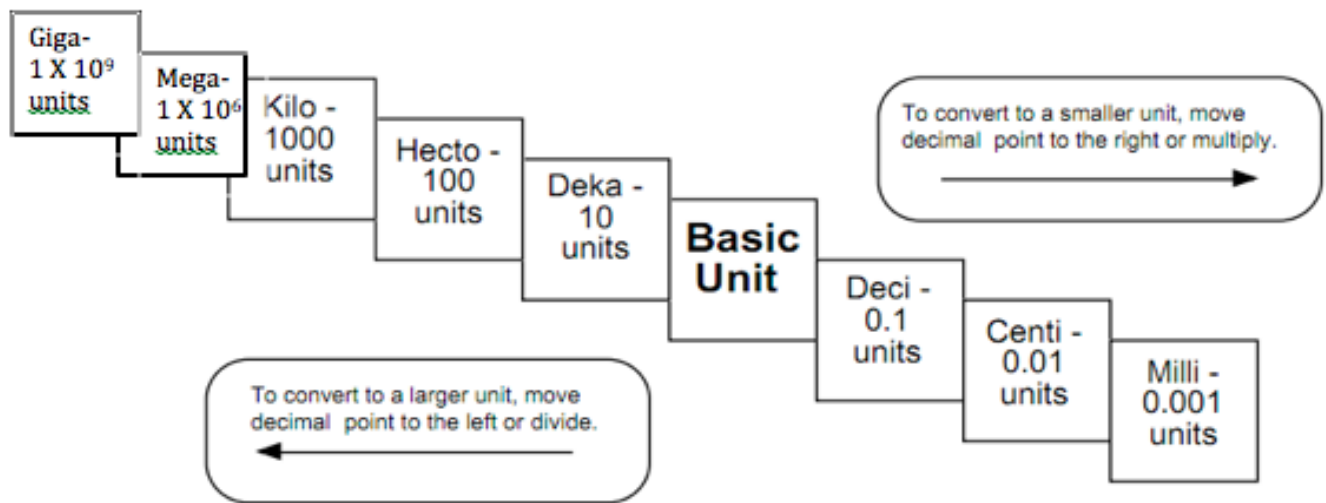 Giga-
1 X 10⁹
units
Mega-
1 X 10⁶
units
Kilo -
1000
units
Hecto -
100
units
Deka -
10
units
Basic
Unit
Deci -
0.1
units
Centi -
0.01
units
Milli -
0.001
units
To convert to a smaller unit, move
decimal point to the right or multiply.
To convert to a larger unit, move
decimal point to the left or divide.